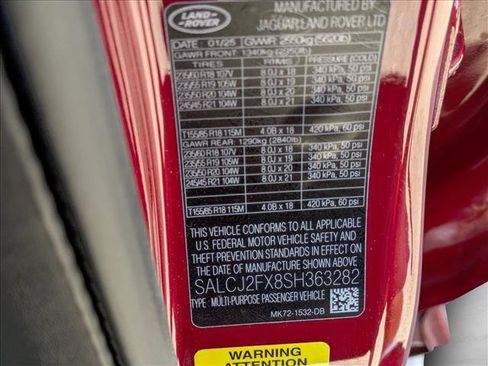 LAND ROVER
MANUFACTURED BY
JAGUAR LAND ROVER LTD
DATE: 01/25 GVWR: 2550kg (5620lb)
GAWR FRONT: 1340kg (2250lb)
TIRES RIMS PRESSURE (COLD)
235/60 R18 107V 8.0J x 18 340 kPa, 50 psi
235/55 R19 105W 8.0J x 19 340 kPa, 50 psi
235/50 R20 104W 8.0J x 20 340 kPa, 50 psi
245/45 R21 104W 8.0J x 21 340 kPa, 50 psi
T155/85 R18 115M 4.0B x 18 420 kPa, 60 psi
GAWR REAR: 1290kg (2840lb)
235/60 R18 107V 8.0J x 18 340 kPa, 50 psi
235/55 R19 105W 8.0J x 19 340 kPa, 50 psi
235/50 R20 104W 8.0J x 20 340 kPa, 50 psi
245/45 R21 104W 8.0J x 21 340 kPa, 50 psi
T155/85 R18 115M 4.0B x 18 420 kPa, 60 psi
THIS VEHICLE CONFORMS TO ALL APPLICABLE
U.S. FEDERAL MOTOR VEHICLE SAFETY AND
THEFT PREVENTION STANDARDS IN EFFECT ON
THE DATE OF MANUFACTURE SHOWN ABOVE
SALCJ2FX8SH363282
TYPE: MULTI-PURPOSE PASSENGER VEHICLE
MK72-1532-DB
WARNING
ATTENTION